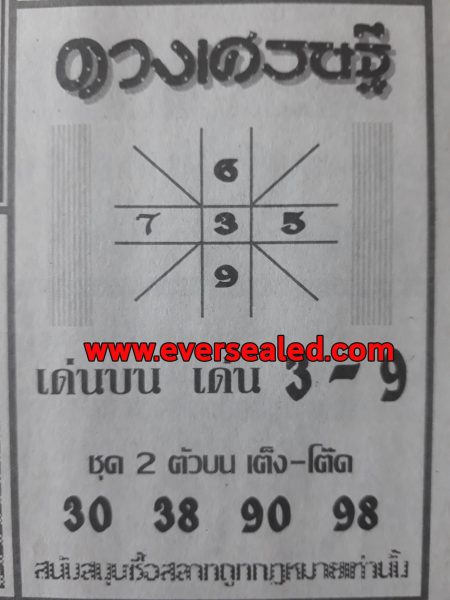 ดวงเศรษฐี
6
7 3 5
9
www.eversealed.com
เด่นบน เดน 3 - 9
ชุด 2 ตัวบน เต็ง-โต๊ด
30 38 90 98
สนับสนุนซื้อสลากถูกกฎหมายเท่านั้น